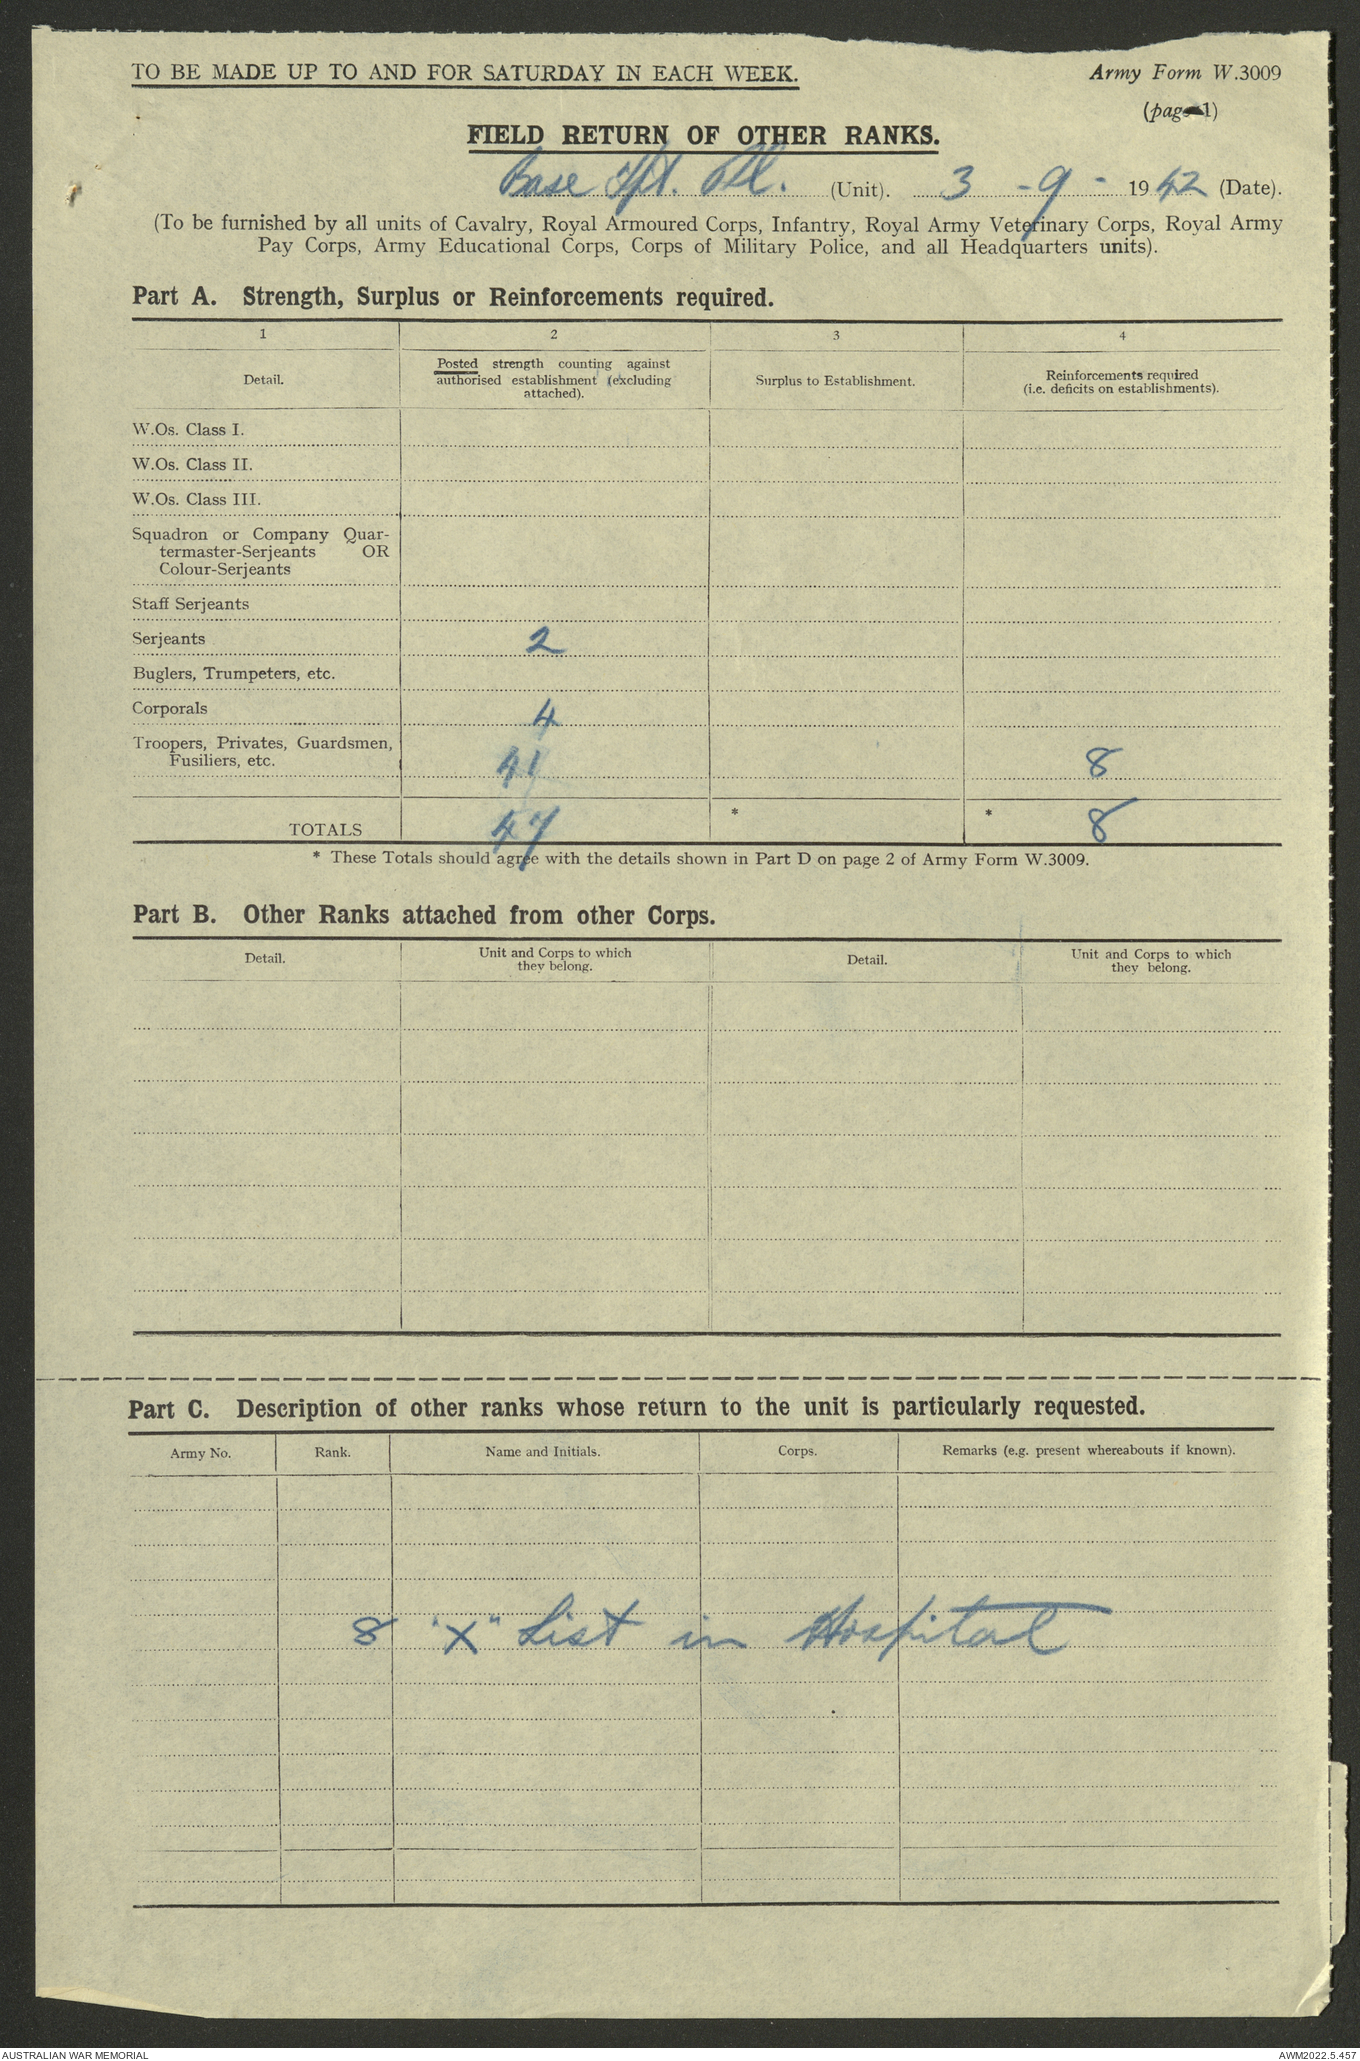 TO BE MADE UP TO AND FOR SATURDAY IN EACH WEEK. Army Form W.3009
(page 1)
FIELD RETURN OF OTHER RANKS.
Base (Unit). 3 - 9 - 1942 (Date).
(To be furnished by all units of Cavalry, Royal Armoured Corps, Infantry, Royal Army Veterinary Corps, Royal Army
Pay Corps, Army Educational Corps, Corps of Military Police, and all Headquarters units).
Part A. Strength, Surplus or Reinforcements required.
1 2 3 4
Detail.
Posted strength counting against
authorised establishment (excluding
attached).
Surplus to Establishment.
Reinforcements required
(i.e. deficits on establishments).
W.Os. Class I.
W.Os. Class II.
W.Os. Class III.
Squadron or Company Quar-
termaster-Serjeants OR
Colour-Serjeants
Staff Serjeants
Serjeants 2
Buglers, Trumpeters, etc.
Corporals 4
Troopers, Privates, Guardsmen,
Fusiliers, etc. 41 8
TOTALS 47 * * 8
* These Totals should agree with the details shown in Part D on page 2 of Army Form W.3009.
Part B. Other Ranks attached from other Corps.
Detail.
Unit and Corps to which
they belong.
Detail.
Unit and Corps to which
they belong.
Part C. Description of other ranks whose return to the unit is particularly requested.
Army No. Rank. Name and Initials. Corps. Remarks (e.g. present whereabouts if known).
8 "X" List in Hospital
AUSTRALIAN WAR MEMORIAL AWM2022.5.457